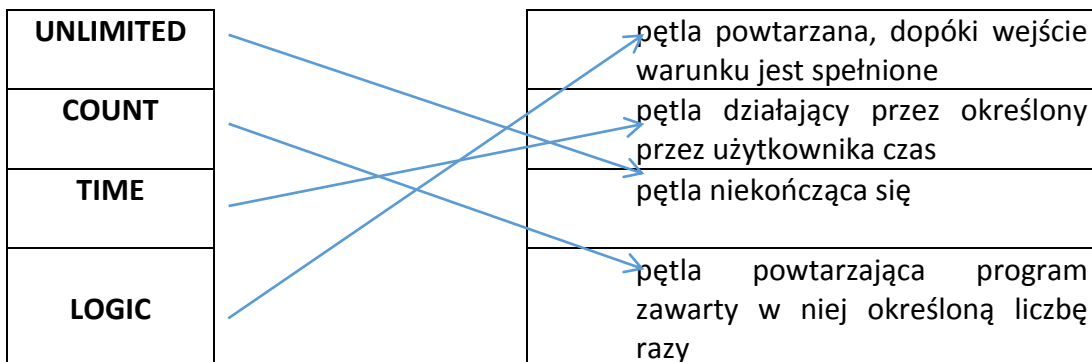 UNLIMITED
pętla powtarzana, dopóki wejście
warunku jest spełnione
COUNT
pętla działający przez określony
przez użytkownika czas
TIME
pętla niekończąca się
LOGIC
pętla powtarzająca program
zawarty w niej określoną liczbę
razy